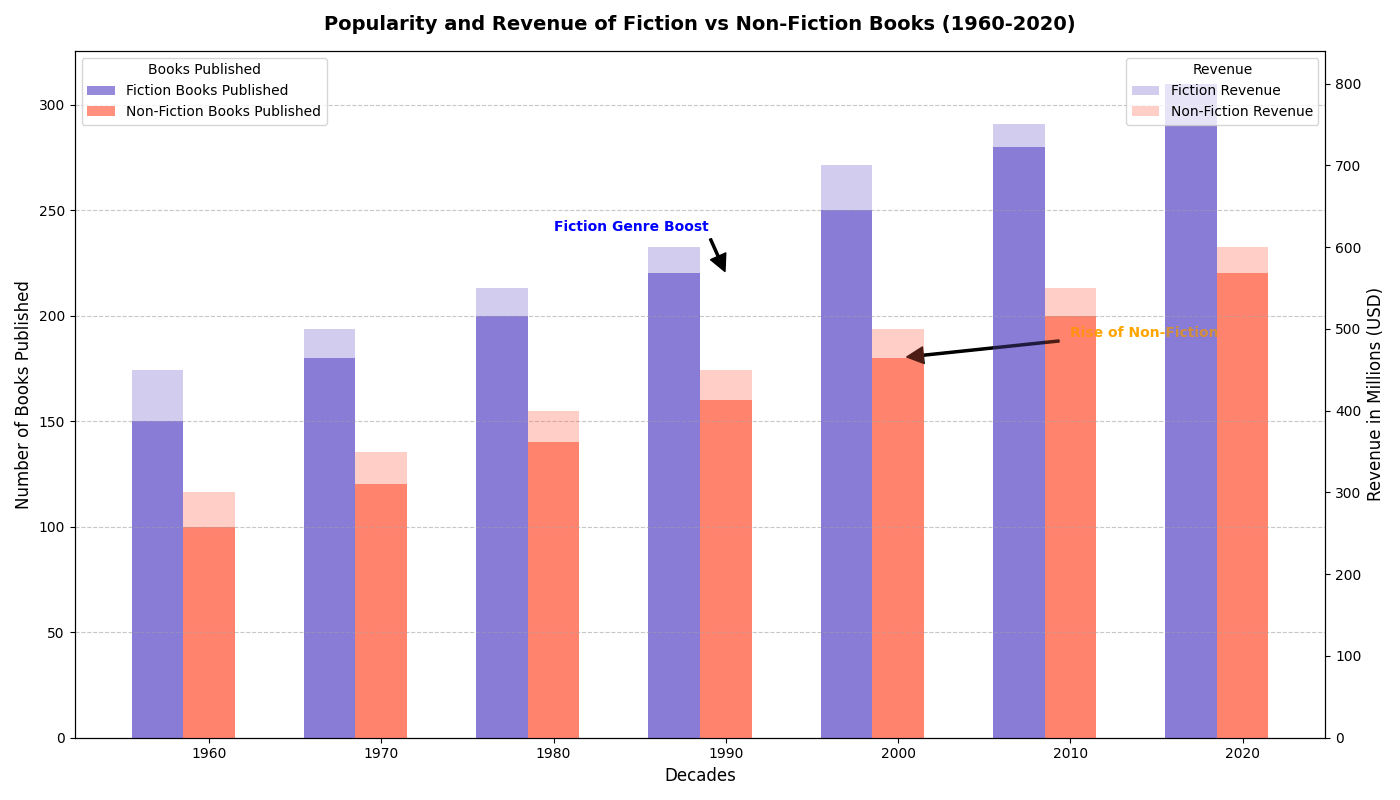 Popularity and Revenue of Fiction vs Non-Fiction Books (1960-2020)
Books Published
Fiction Books Published
Non-Fiction Books Published
Revenue
Fiction Revenue
Non-Fiction Revenue
Fiction Genre Boost
Rise of Non-Fiction
Number of Books Published
0
50
100
150
200
250
300
Revenue in Millions (USD)
0
100
200
300
400
500
600
700
800
1960
1970
1980
1990
2000
2010
2020
Decades